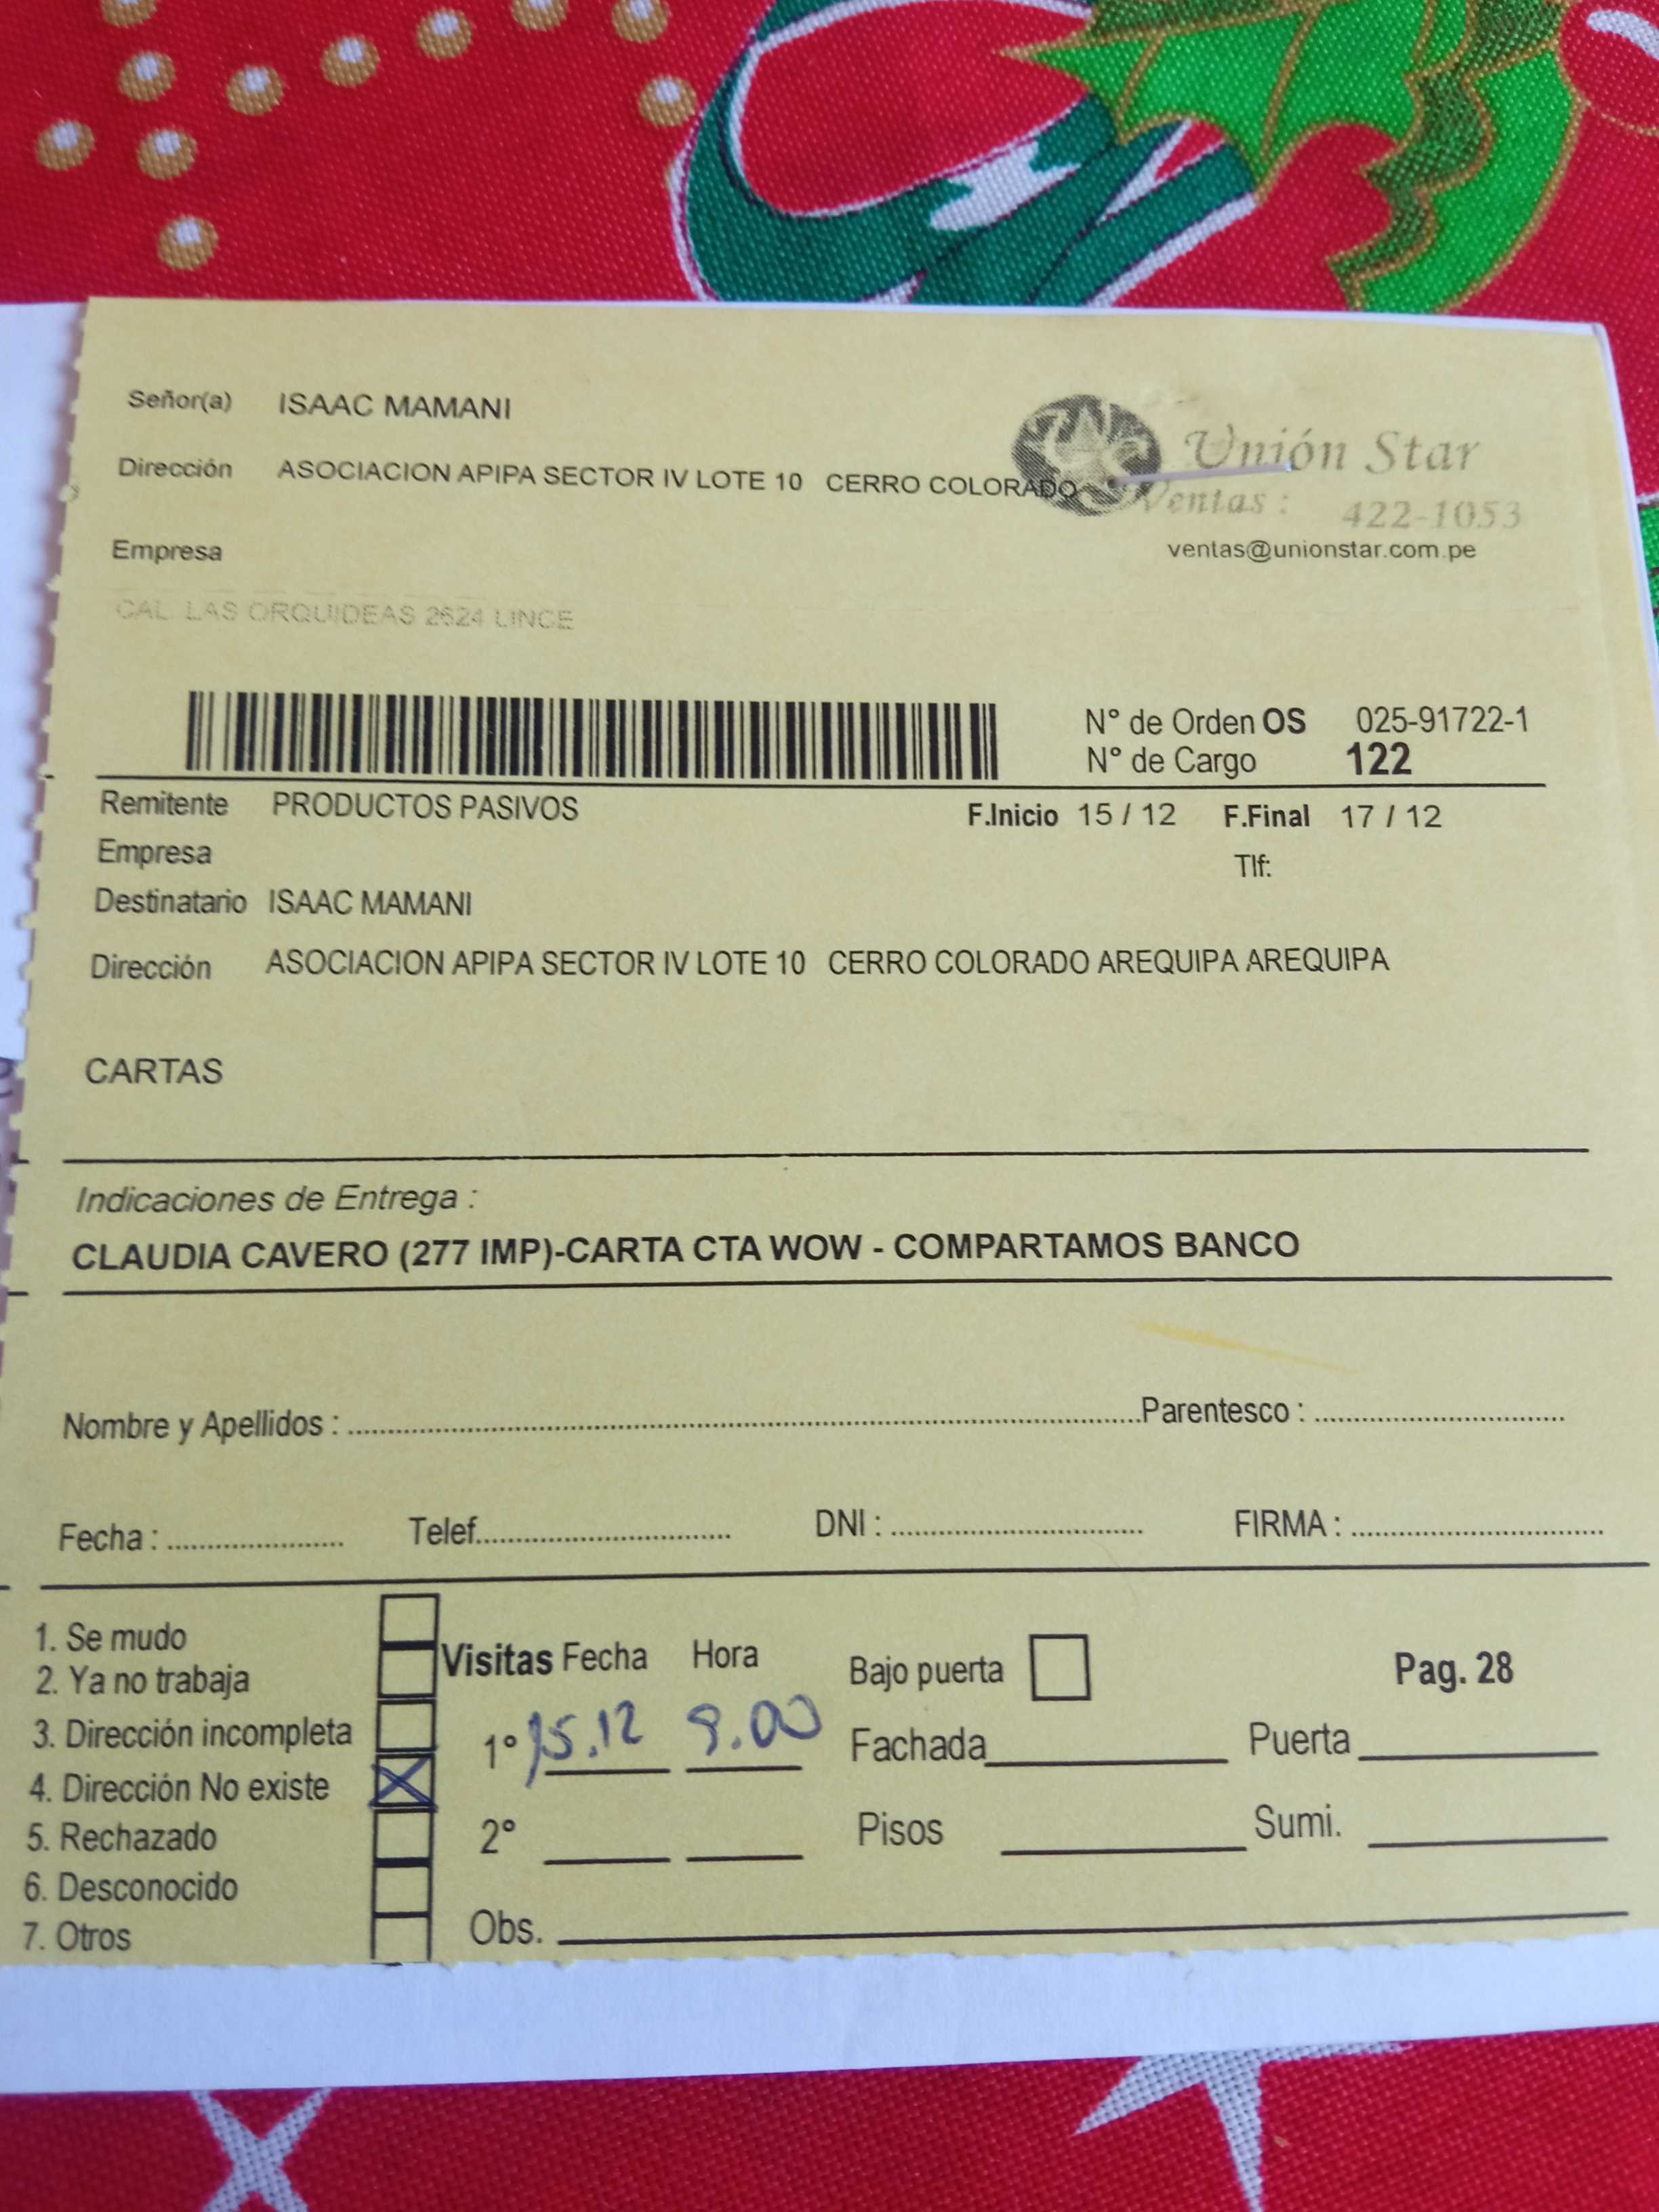 Señor(a) ISAAC MAMANI
Dirección ASOCIACION APIPA SECTOR IV LOTE 10 CERRO COLORADO
Unión Star
Ventas : 422-1053
ventas@unionstar.com.pe
Empresa
CAL. LAS ORQUIDEAS 2624 LINCE
N° de Orden OS 025-91722-1
N° de Cargo 122
Remitente PRODUCTOS PASIVOS F.Inicio 15 / 12 F.Final 17 / 12
Empresa Tlf:
Destinatario ISAAC MAMANI
Dirección ASOCIACION APIPA SECTOR IV LOTE 10 CERRO COLORADO AREQUIPA AREQUIPA
CARTAS
Indicaciones de Entrega :
CLAUDIA CAVERO (277 IMP)-CARTA CTA WOW - COMPARTAMOS BANCO
Nombre y Apellidos : Parentesco :
Fecha : Telef. DNI : FIRMA :
1. Se mudo
2. Ya no trabaja
3. Dirección incompleta
4. Dirección No existe
5. Rechazado
6. Desconocido
7. Otros
Visitas Fecha Hora
1° 15.12 9.00
2°
Obs.
Bajo puerta
Fachada Puerta
Pisos Sumi.
Pag. 28